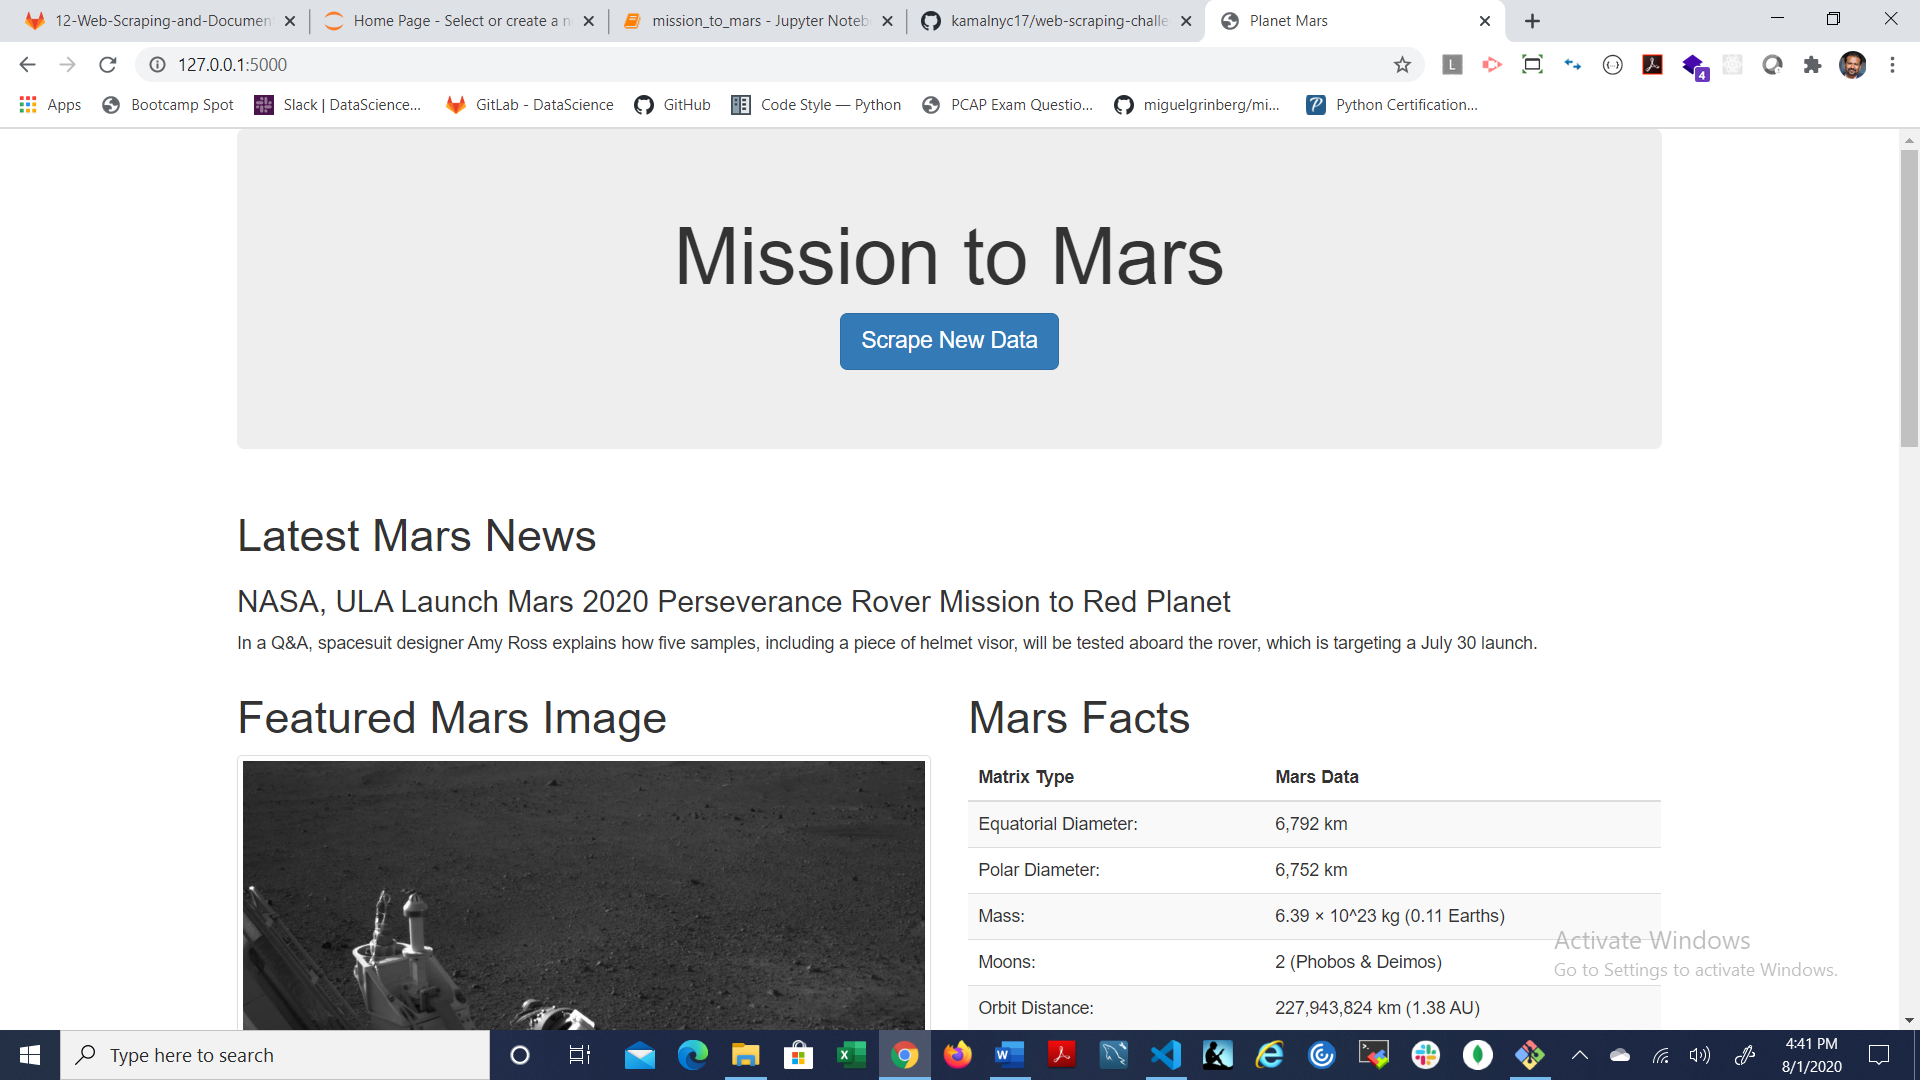 12-Web-Scraping-and-Documen
Home Page - Select or create a n
mission_to_mars - Jupyter Noteb
kamalnyc17/web-scraping-challe
Planet Mars
127.0.0.1:5000
L
4
Apps
Bootcamp Spot
Slack | DataScience...
GitLab - DataScience
GitHub
Code Style — Python
PCAP Exam Questio...
miguelgrinberg/mi...
Python Certification...
Mission to Mars
Scrape New Data
Latest Mars News
NASA, ULA Launch Mars 2020 Perseverance Rover Mission to Red Planet
In a Q&A, spacesuit designer Amy Ross explains how five samples, including a piece of helmet visor, will be tested aboard the rover, which is targeting a July 30 launch.
Featured Mars Image
Mars Facts
Matrix Type Mars Data
Equatorial Diameter: 6,792 km
Polar Diameter: 6,752 km
Mass: 6.39 × 10^23 kg (0.11 Earths)
Moons: 2 (Phobos & Deimos)
Orbit Distance: 227,943,824 km (1.38 AU)
Activate Windows
Go to Settings to activate Windows.
Type here to search
4:41 PM
8/1/2020